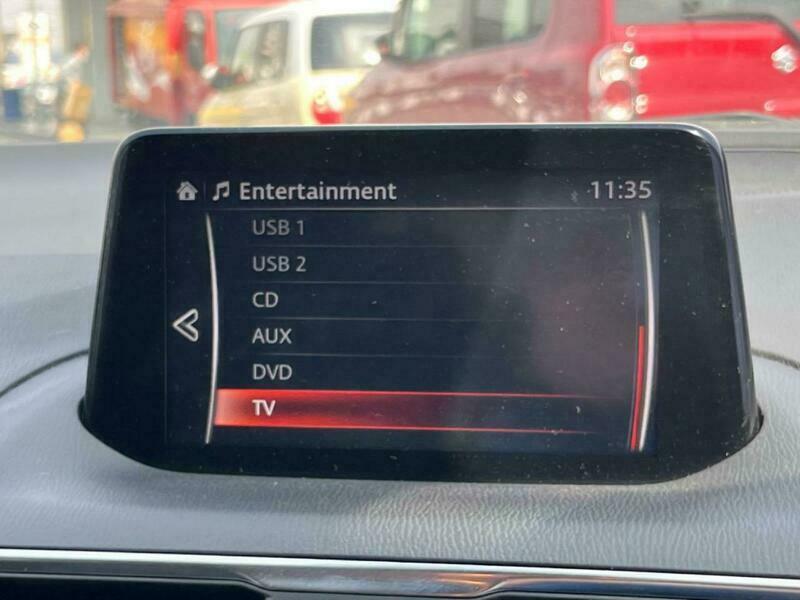 Entertainment 11:35
USB 1
USB 2
CD
AUX
DVD
TV